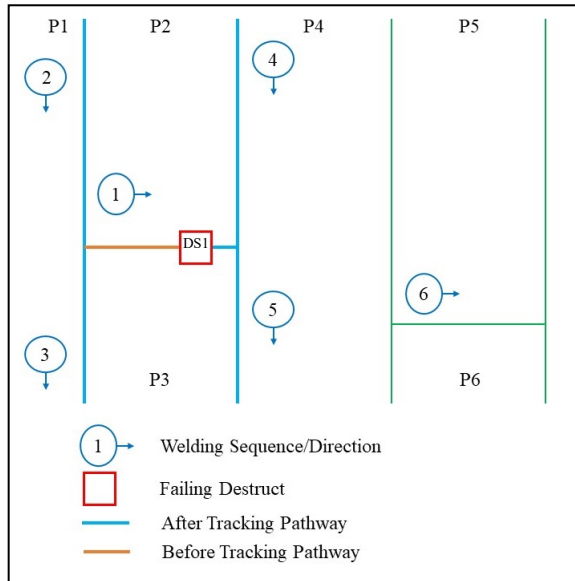 P1 P2 P4 P5
2
4
1
DS1
5
6
3
P3 P6
1 Welding Sequence/Direction
Failing Destruct
After Tracking Pathway
Before Tracking Pathway